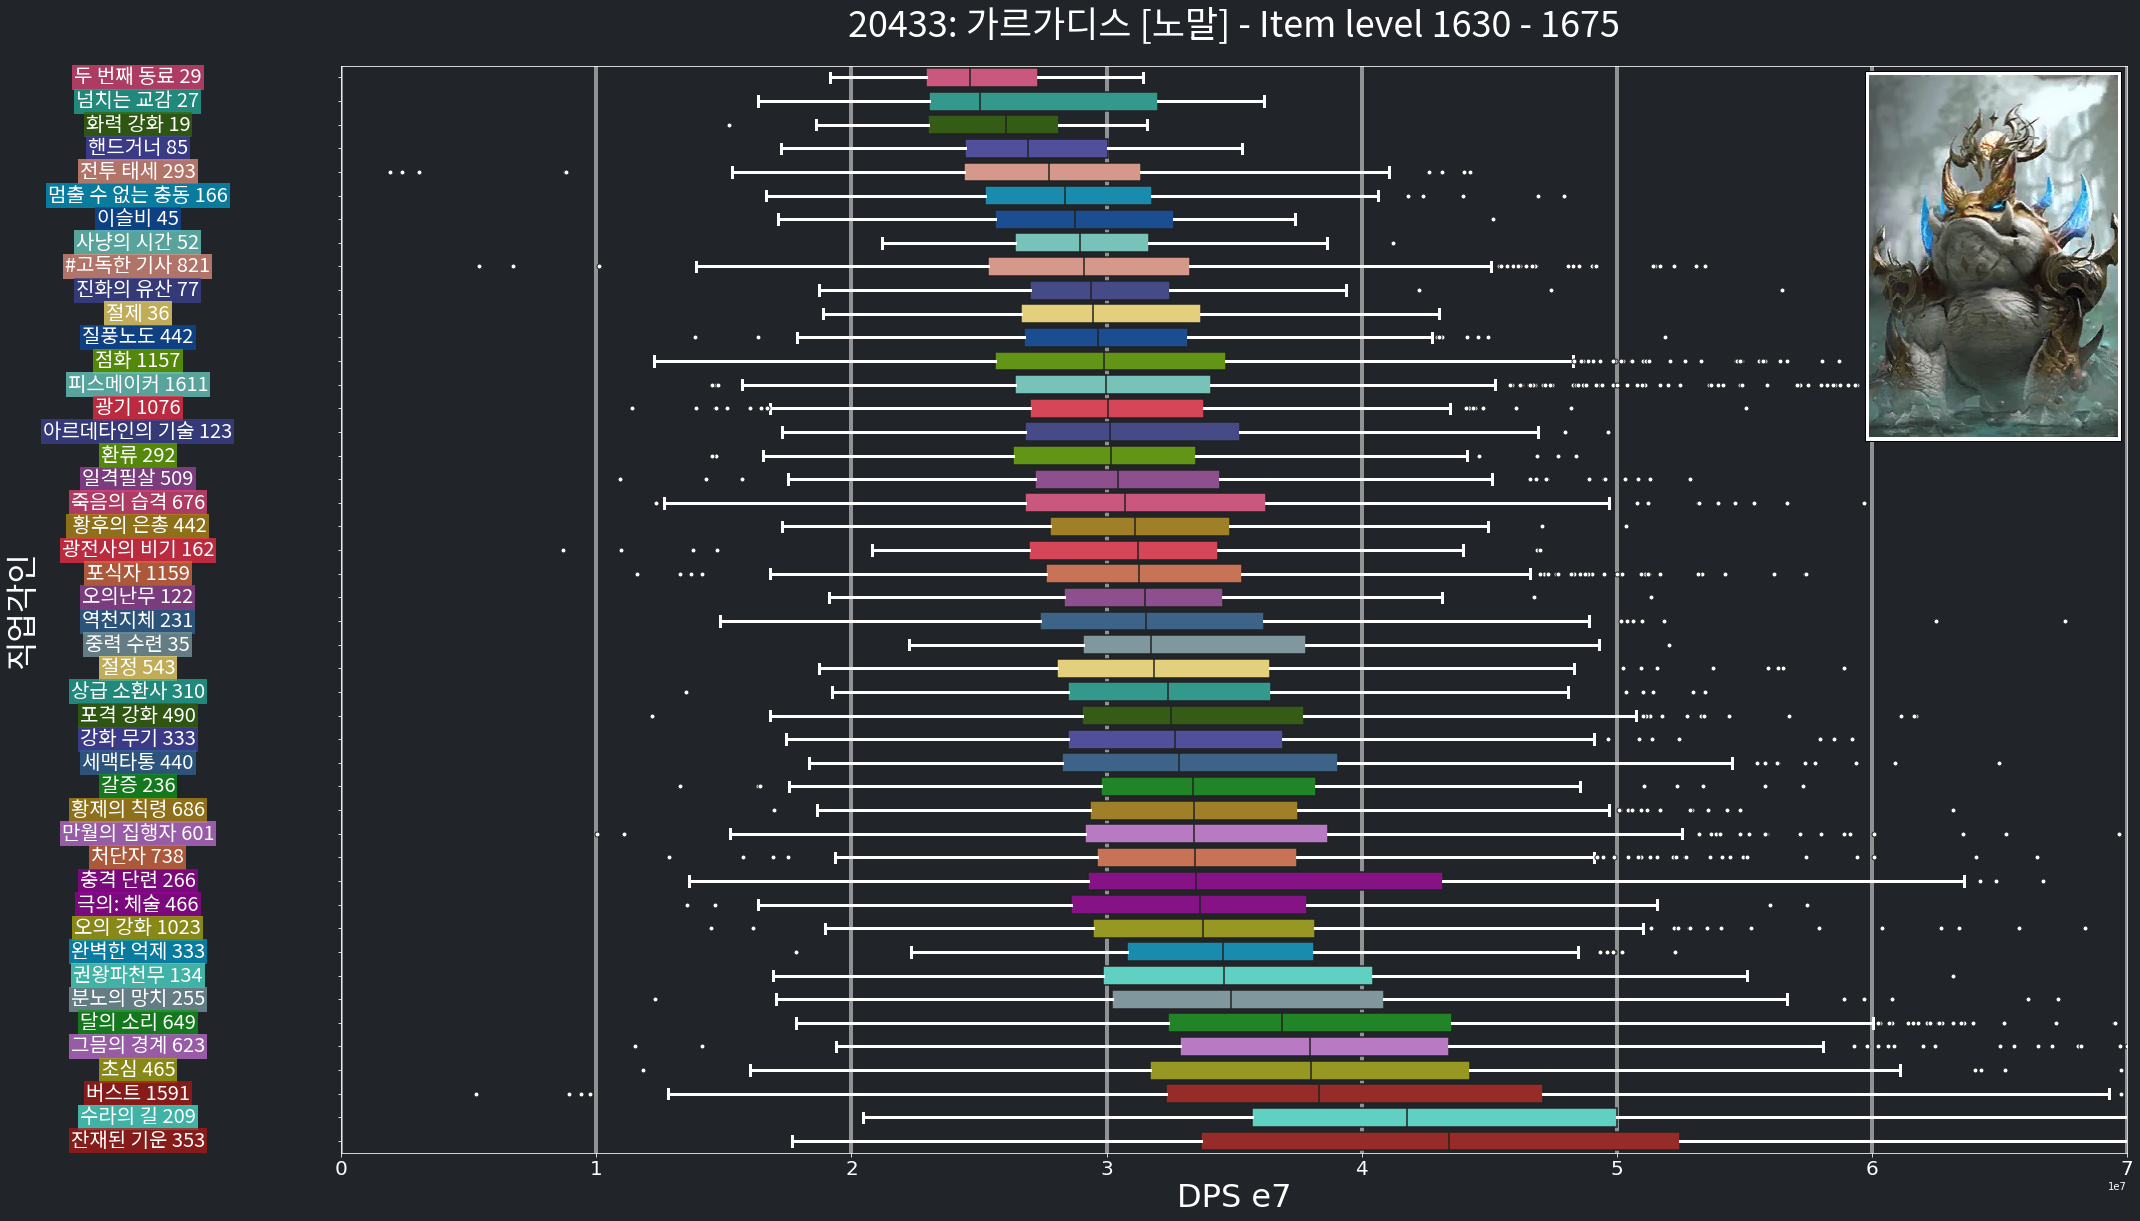 20433: 가르가디스 [노말] - Item level 1630 - 1675
직업각인
두 번째 동료 29
넘치는 교감 27
화력 강화 19
핸드거너 85
전투 태세 293
멈출 수 없는 충동 166
이슬비 45
사냥의 시간 52
#고독한 기사 821
진화의 유산 77
절제 36
질풍노도 442
점화 1157
피스메이커 1611
광기 1076
아르데타인의 기술 123
환류 292
일격필살 509
죽음의 습격 676
황후의 은총 442
광전사의 비기 162
포식자 1159
오의난무 122
역천지체 231
중력 수련 35
절정 543
상급 소환사 310
포격 강화 490
강화 무기 333
세맥타통 440
갈증 236
황제의 칙령 686
만월의 집행자 601
처단자 738
충격 단련 266
극의: 체술 466
오의 강화 1023
완벽한 억제 333
권왕파천무 134
분노의 망치 255
달의 소리 649
그믐의 경계 623
초심 465
버스트 1591
수라의 길 209
잔재된 기운 353
0 1 2 3 4 5 6 7
1e7
DPS e7